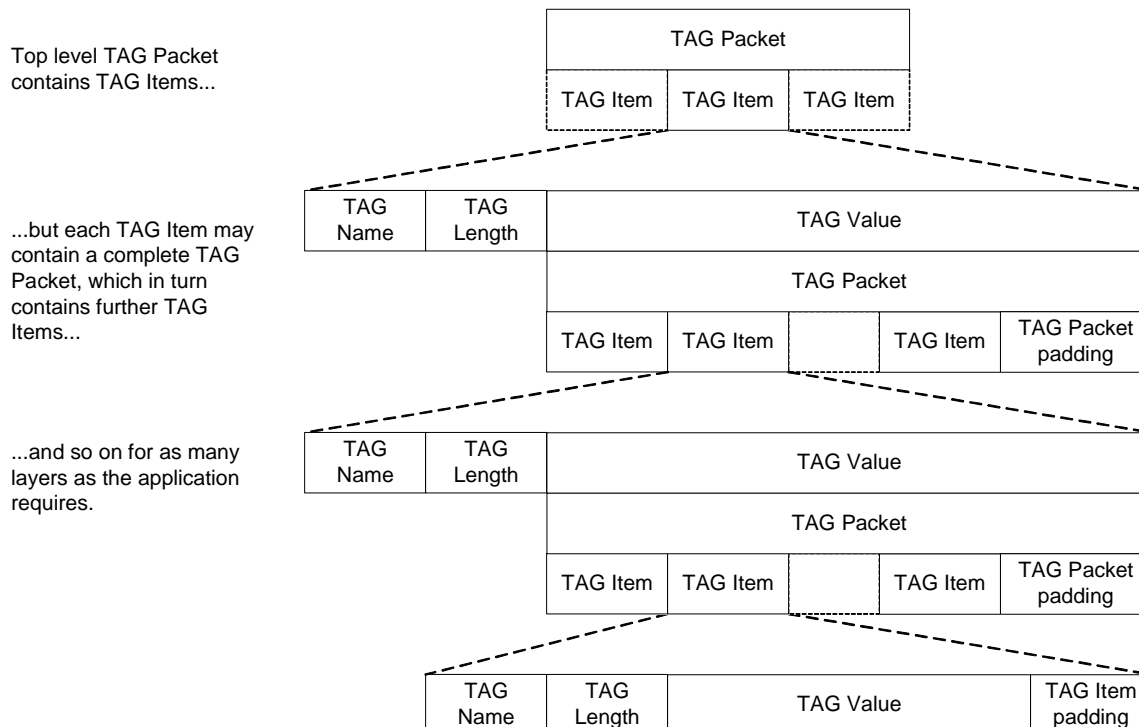 TAG Packet
Top level TAG Packet
contains TAG Items...
TAG Item TAG Item TAG Item
TAG
Name
TAG
Length
TAG Value
...but each TAG Item may
contain a complete TAG
Packet, which in turn
contains further TAG
Items...
TAG Packet
TAG Item TAG Item TAG Item
TAG Packet
padding
...and so on for as many
layers as the application
requires.
TAG
Name
TAG
Length
TAG Value
TAG Packet
TAG Item TAG Item TAG Item
TAG Packet
padding
TAG
Name
TAG
Length
TAG Value
TAG Item
padding